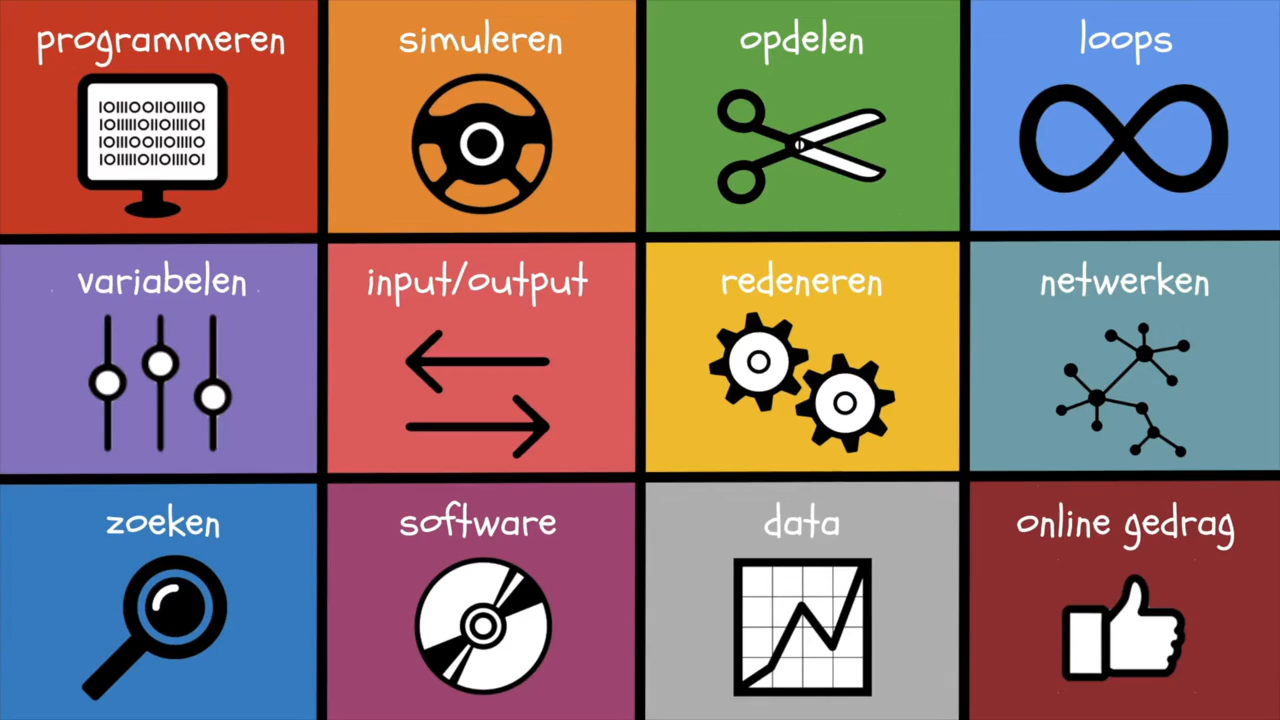 programmeren
simuleren
opdelen
loops
variabelen
input/output
redeneren
netwerken
zoeken
software
data
online gedrag